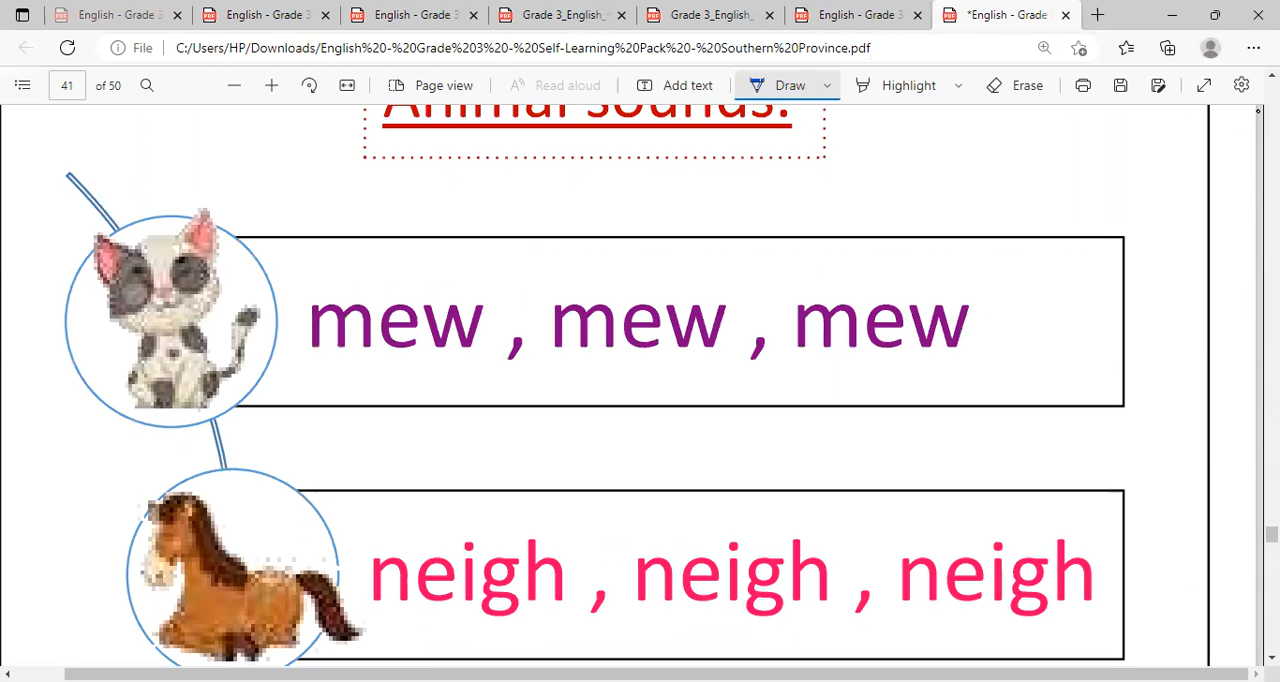 English - Grade 3
English - Grade 3
English - Grade 3
Grade 3_English_
Grade 3_English_
English - Grade 3
*English - Grade
File
C:/Users/HP/Downloads/English%20-%20Grade%203%20%20Self-Learning%20Pack%20-%20Southern%20Province.pdf
41
of 50
Page view
Read aloud
Add text
Draw
Highlight
Erase
Animal sounds.
mew , mew , mew
neigh , neigh , neigh